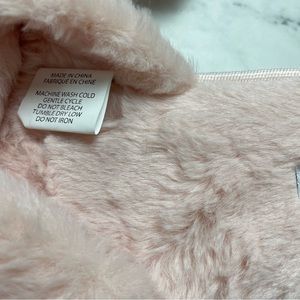 MADE IN CHINA
FABRIQUE EN CHINE
MACHINE WASH COLD
GENTLE CYCLE
DO NOT BLEACH
TUMBLE DRY LOW
DO NOT IRON